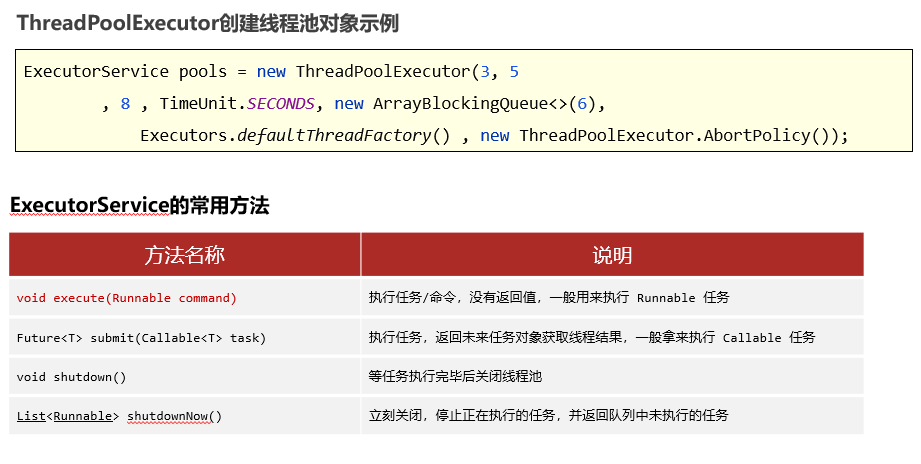 ThreadPoolExecutor创建线程池对象示例
ExecutorService pools = new ThreadPoolExecutor(3, 5
, 8 , TimeUnit.SECONDS, new ArrayBlockingQueue<>(6),
Executors.defaultThreadFactory() , new ThreadPoolExecutor.AbortPolicy());
ExecutorService的常用方法
方法名称 说明
void execute(Runnable command) 执行任务/命令，没有返回值，一般用来执行 Runnable 任务
Future<T> submit(Callable<T> task) 执行任务，返回未来任务对象获取线程结果，一般拿来执行 Callable 任务
void shutdown() 等任务执行完毕后关闭线程池
List<Runnable> shutdownNow() 立刻关闭，停止正在执行的任务，并返回队列中未执行的任务